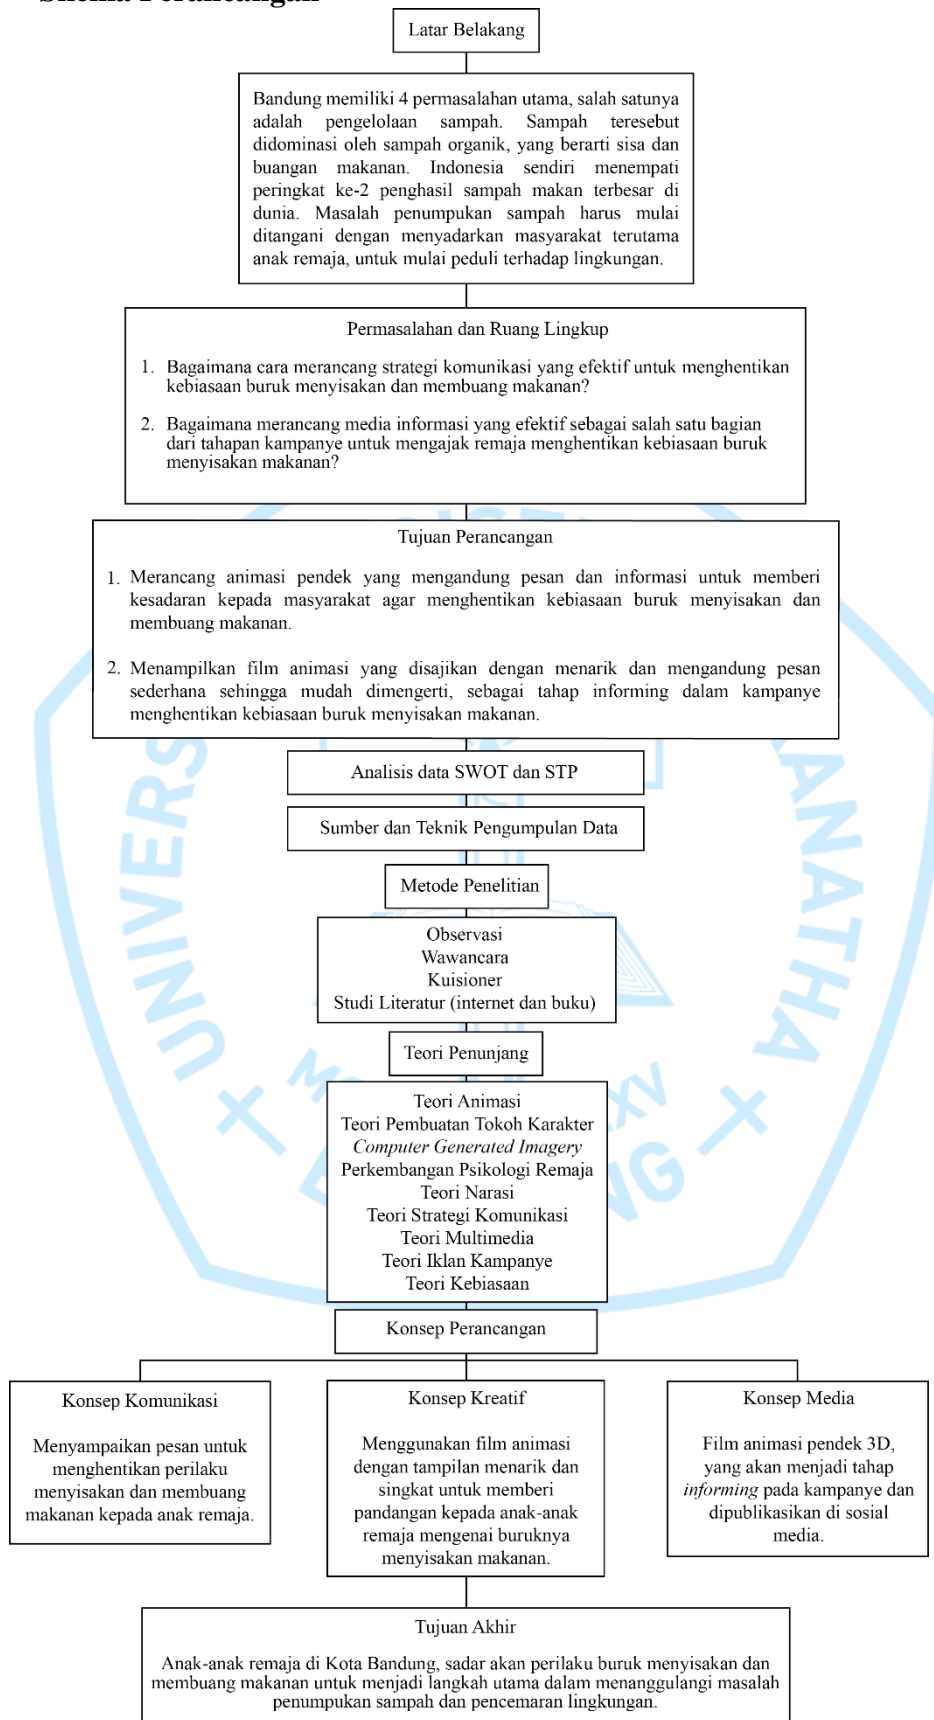 Skema Perancangan
Latar Belakang
Bandung memiliki 4 permasalahan utama, salah satunya
adalah pengelolaan sampah. Sampah teresebut
didominasi oleh sampah organik, yang berarti sisa dan
buangan makanan. Indonesia sendiri menempati
peringkat ke-2 penghasil sampah makan terbesar di
dunia. Masalah penumpukan sampah harus mulai
ditangani dengan menyadarkan masyarakat terutama
anak remaja, untuk mulai peduli terhadap lingkungan.
Permasalahan dan Ruang Lingkup
1. Bagaimana cara merancang strategi komunikasi yang efektif untuk menghentikan
kebiasaan buruk menyisakan dan membuang makanan?
2. Bagaimana merancang media informasi yang efektif sebagai salah satu bagian
dari tahapan kampanye untuk mengajak remaja menghentikan kebiasaan buruk
menyisakan makanan?
Tujuan Perancangan
1. Merancang animasi pendek yang mengandung pesan dan informasi untuk memberi
kesadaran kepada masyarakat agar menghentikan kebiasaan buruk menyisakan dan
membuang makanan.
2. Menampilkan film animasi yang disajikan dengan menarik dan mengandung pesan
sederhana sehingga mudah dimengerti, sebagai tahap informing dalam kampanye
menghentikan kebiasaan buruk menyisakan makanan.
Analisis data SWOT dan STP
Sumber dan Teknik Pengumpulan Data
Metode Penelitian
Observasi
Wawancara
Kuisioner
Studi Literatur (internet dan buku)
Teori Penunjang
Teori Animasi
Teori Pembuatan Tokoh Karakter
Computer Generated Imagery
Perkembangan Psikologi Remaja
Teori Narasi
Teori Strategi Komunikasi
Teori Multimedia
Teori Iklan Kampanye
Teori Kebiasaan
Konsep Perancangan
Konsep Komunikasi
Menyampaikan pesan untuk
menghentikan perilaku
menyisakan dan membuang
makanan kepada anak remaja.
Konsep Kreatif
Menggunakan film animasi
dengan tampilan menarik dan
singkat untuk memberi
pandangan kepada anak-anak
remaja mengenai buruknya
menyisakan makanan.
Konsep Media
Film animasi pendek 3D,
yang akan menjadi tahap
informing pada kampanye dan
dipublikasikan di sosial
media.
Tujuan Akhir
Anak-anak remaja di Kota Bandung, sadar akan perilaku buruk menyisakan dan
membuang makanan untuk menjadi langkah utama dalam menanggulangi masalah
penumpukan sampah dan pencemaran lingkungan.